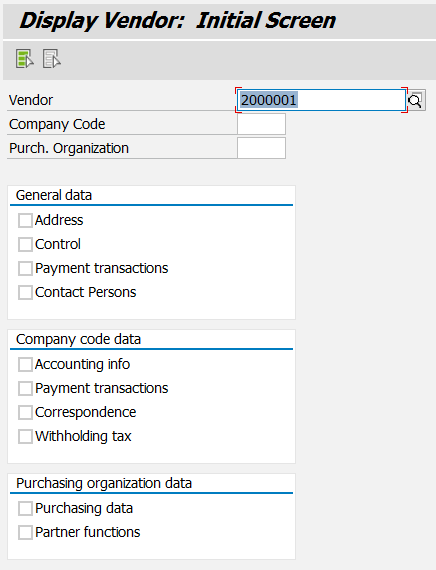 Display Vendor: Initial Screen
Vendor 2000001
Company Code
Purch. Organization
General data
Address
Control
Payment transactions
Contact Persons
Company code data
Accounting info
Payment transactions
Correspondence
Withholding tax
Purchasing organization data
Purchasing data
Partner functions